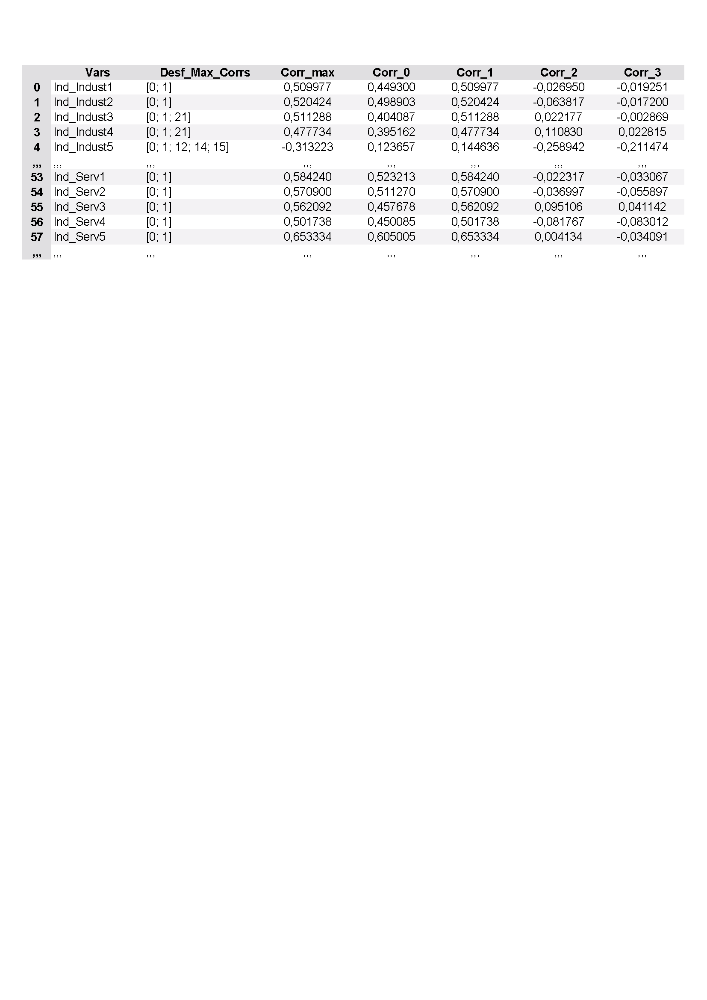 Vars Desf_Max_Corrs Corr_max Corr_0 Corr_1 Corr_2 Corr_3
0 Ind_Indust1 [0; 1] 0,509977 0,449300 0,509977 -0,026950 -0,019251
1 Ind_Indust2 [0; 1] 0,520424 0,498903 0,520424 -0,063817 -0,017200
2 Ind_Indust3 [0; 1; 21] 0,511288 0,404087 0,511288 0,022177 -0,002869
3 Ind_Indust4 [0; 1; 21] 0,477734 0,395162 0,477734 0,110830 0,022815
4 Ind_Indust5 [0; 1; 12; 14; 15] -0,313223 0,123657 0,144636 -0,258942 -0,211474
,,, ,,, ,,, ,,, ,,, ,,, ,,, ,,,
53 Ind_Serv1 [0; 1] 0,584240 0,523213 0,584240 -0,022317 -0,033067
54 Ind_Serv2 [0; 1] 0,570900 0,511270 0,570900 -0,036997 -0,055897
55 Ind_Serv3 [0; 1] 0,562092 0,457678 0,562092 0,095106 0,041142
56 Ind_Serv4 [0; 1] 0,501738 0,450085 0,501738 -0,081767 -0,083012
57 Ind_Serv5 [0; 1] 0,653334 0,605005 0,653334 0,004134 -0,034091
,,, ,,, ,,, ,,, ,,, ,,, ,,, ,,,